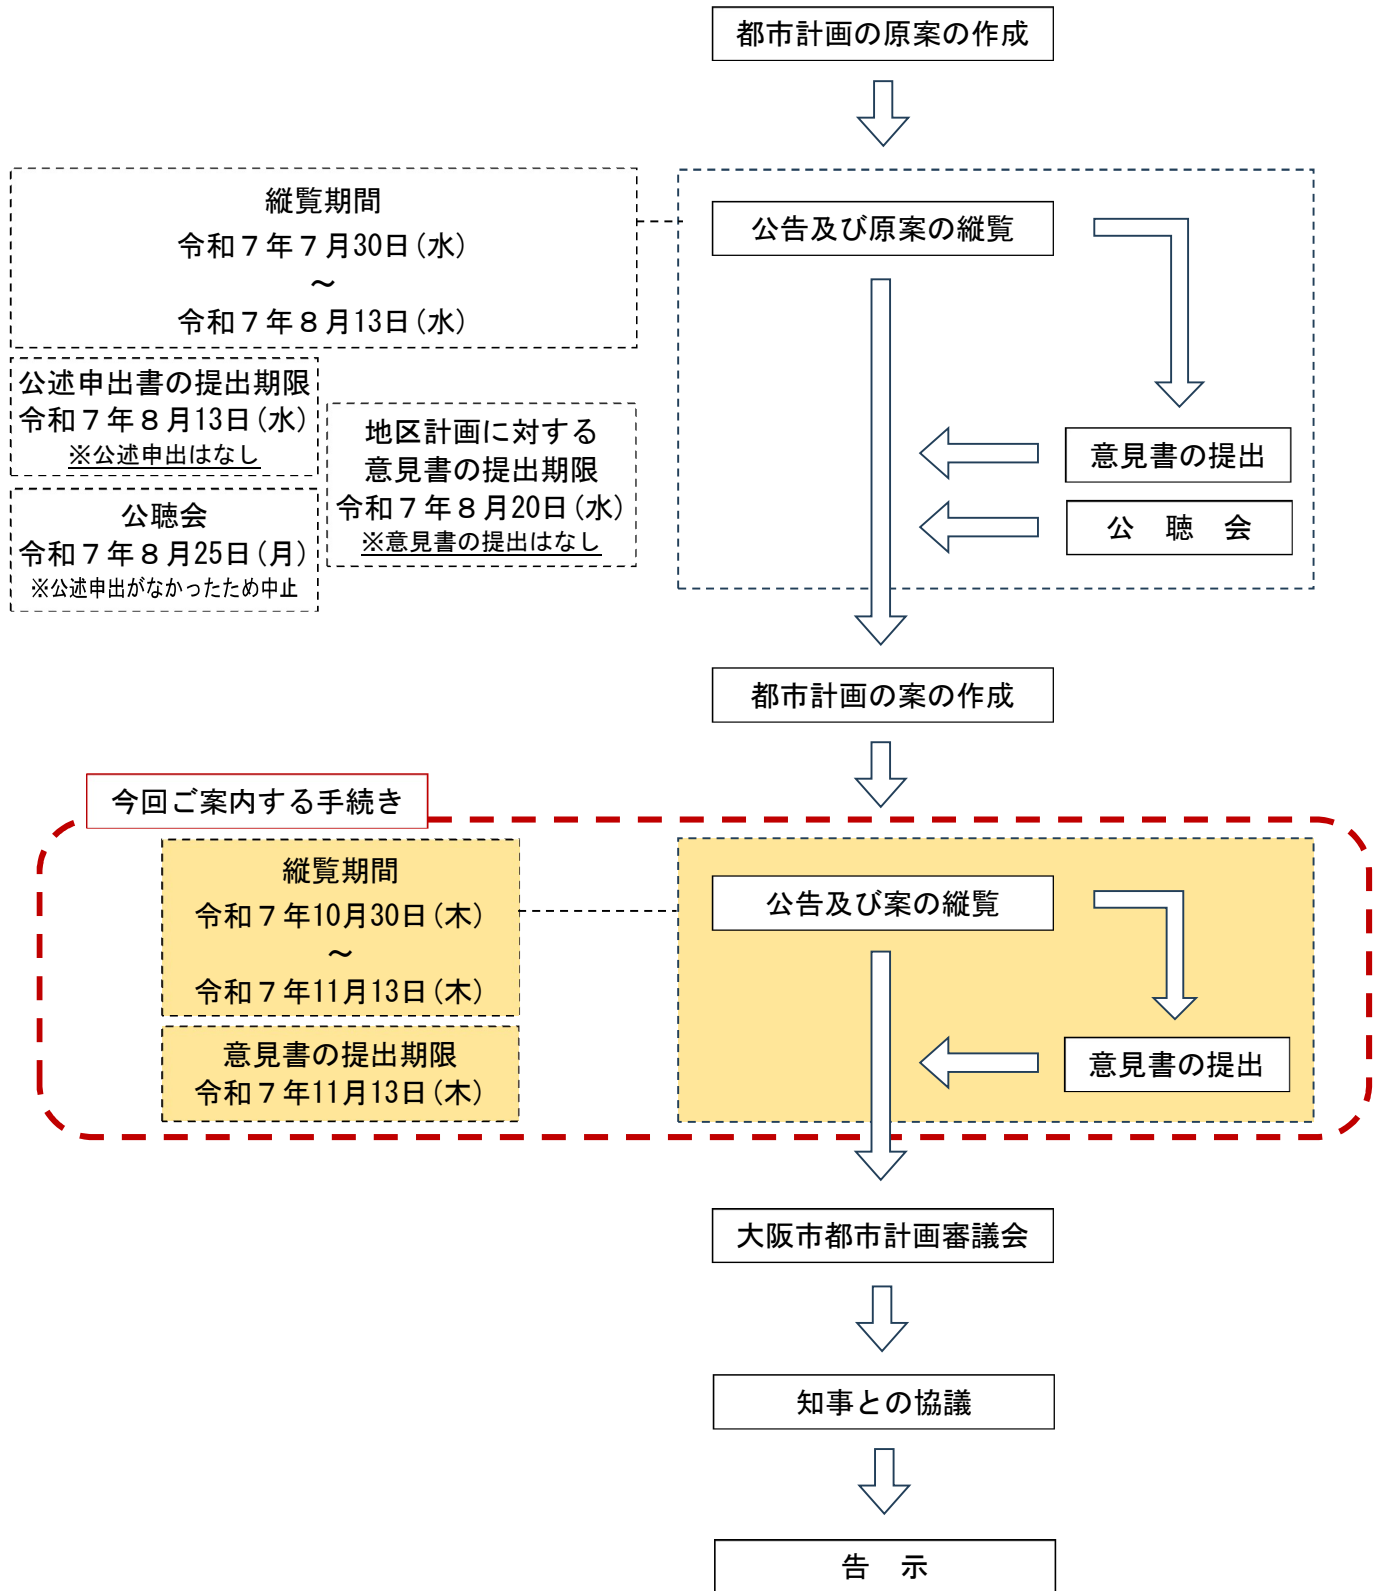 都市計画の原案の作成
縦覧期間
令和７年７月30日(水)
～
令和７年８月13日(水)
公告及び原案の縦覧
公述申出書の提出期限
令和７年８月13日(水)
※公述申出はなし
地区計画に対する
意見書の提出期限
令和７年８月20日(水)
※意見書の提出はなし
公聴会
令和７年８月25日(月)
※公述申出がなかったため中止
意見書の提出
公　聴　会
都市計画の案の作成
今回ご案内する手続き
縦覧期間
令和７年10月30日(木)
～
令和７年11月13日(木)
意見書の提出期限
令和７年11月13日(木)
公告及び案の縦覧
意見書の提出
大阪市都市計画審議会
知事との協議
告　示